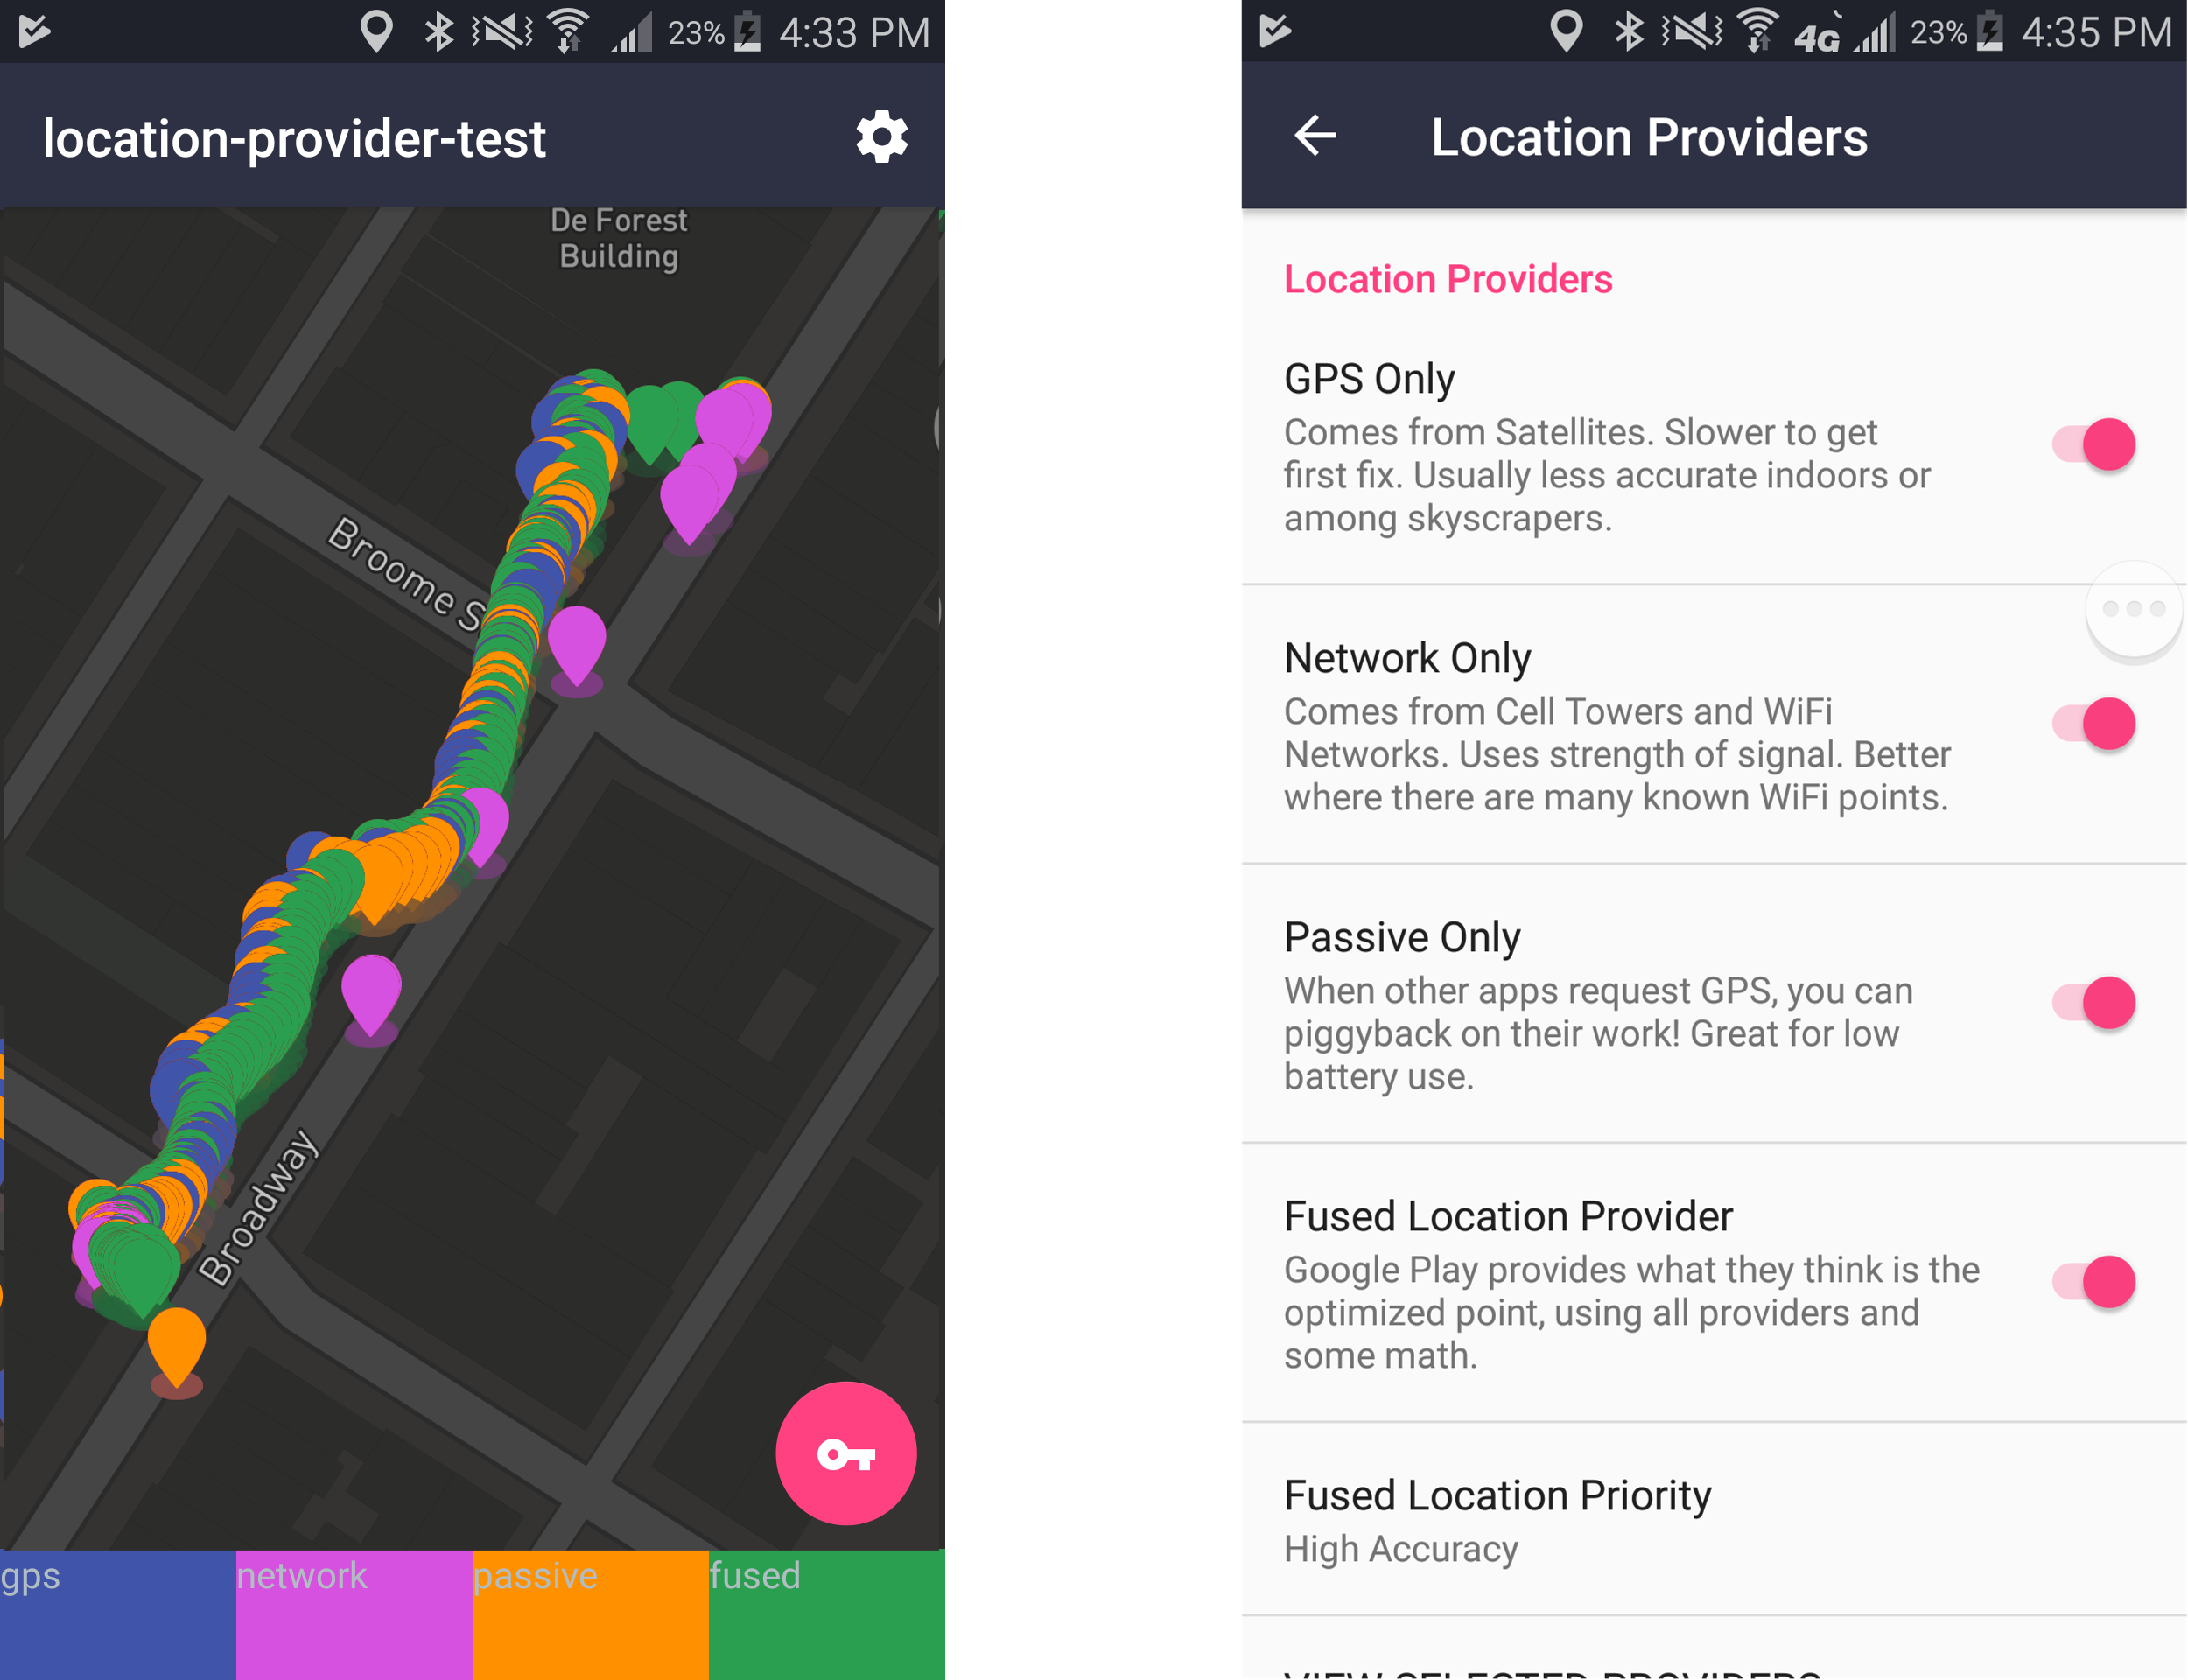 23% 4:33 PM
location-provider-test
De Forest
Building
Broome S
Broadway
gps network passive fused
4G 23% 4:35 PM
Location Providers
Location Providers
GPS Only
Comes from Satellites. Slower to get
first fix. Usually less accurate indoors or
among skyscrapers.
Network Only
Comes from Cell Towers and WiFi
Networks. Uses strength of signal. Better
where there are many known WiFi points.
Passive Only
When other apps request GPS, you can
piggyback on their work! Great for low
battery use.
Fused Location Provider
Google Play provides what they think is the
optimized point, using all providers and
some math.
Fused Location Priority
High Accuracy
VIEW SELECTED PROVIDERS